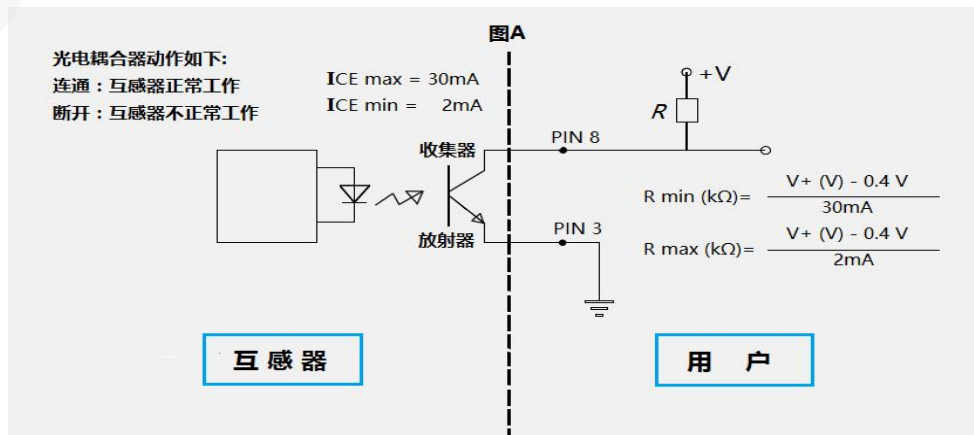 图A
光电耦合器动作如下:
连通：互感器正常工作
断开：互感器不正常工作
ICE max = 30mA
ICE min = 2mA
收集器
放射器
PIN 8
PIN 3
+V
R
R min (kΩ)= V+ (V) - 0.4 V
30mA
R max (kΩ)= V+ (V) - 0.4 V
2mA
互感器
用 户